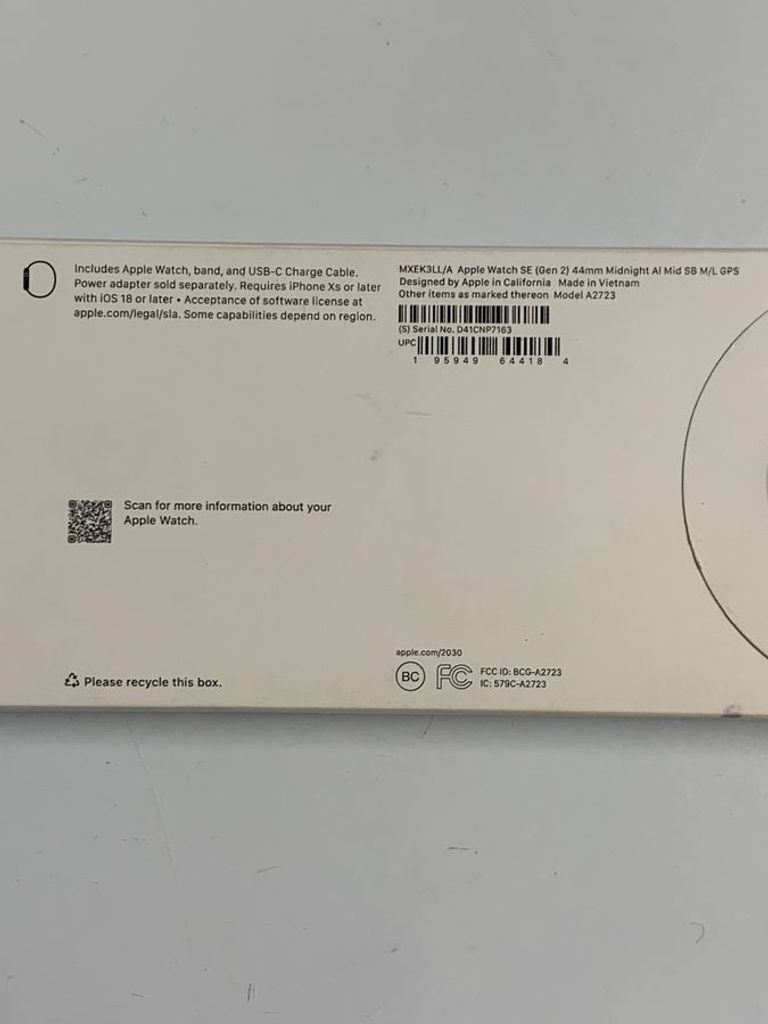 Includes Apple Watch, band, and USB-C Charge Cable.
Power adapter sold separately. Requires iPhone Xs or later
with iOS 18 or later • Acceptance of software license at
apple.com/legal/sla. Some capabilities depend on region.
MXEK3LL/A Apple Watch SE (Gen 2) 44mm Midnight Al Mid SB M/L GPS
Designed by Apple in California Made in Vietnam
Other items as marked thereon Model A2723
(S) Serial No. D41CNP7163
UPC
1 95949 64418 4
Scan for more information about your
Apple Watch.
Please recycle this box.
apple.com/2030
BC FC FCC ID: BCG-A2723
IC: 579C-A2723